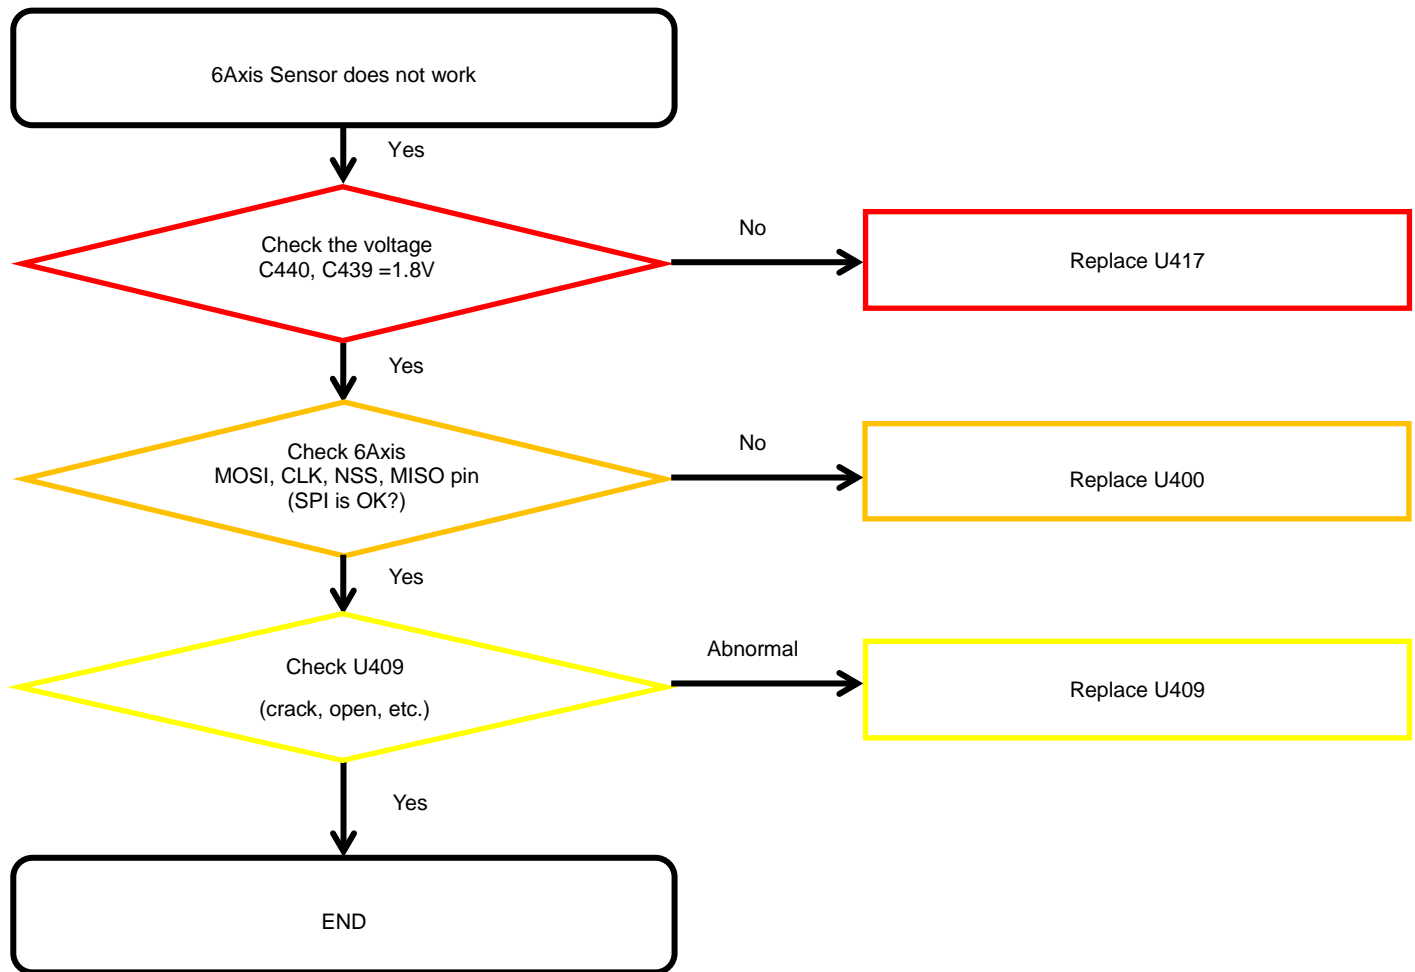 6Axis Sensor does not work
Yes
Check the voltage
C440, C439 =1.8V
No
Replace U417
Yes
Check 6Axis
MOSI, CLK, NSS, MISO pin
(SPI is OK?)
No
Replace U400
Yes
Check U409
(crack, open, etc.)
Abnormal
Replace U409
Yes
END